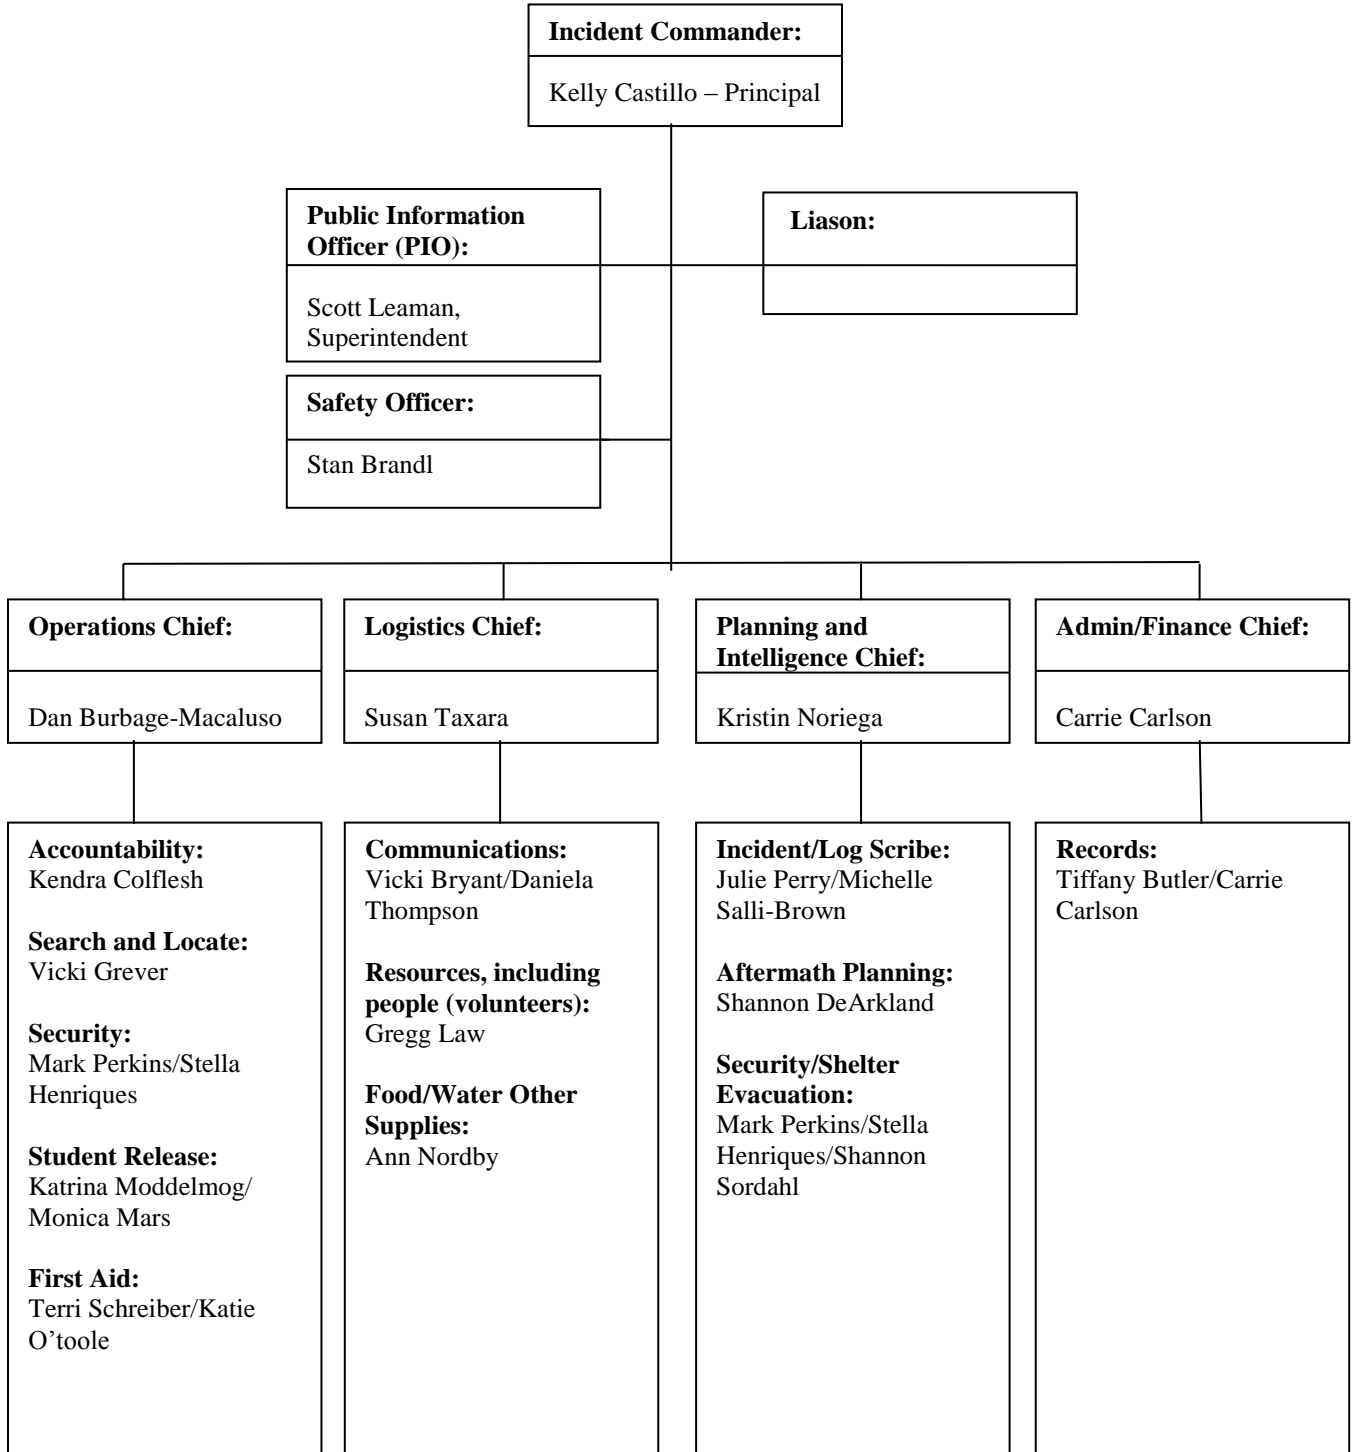 Incident Commander:
Kelly Castillo – Principal
Public Information
Officer (PIO):
Scott Leaman,
Superintendent
Liason:
Safety Officer:
Stan Brandl
Operations Chief:
Dan Burbage-Macaluso
Logistics Chief:
Susan Taxara
Planning and
Intelligence Chief:
Kristin Noriega
Admin/Finance Chief:
Carrie Carlson
Accountability:
Kendra Colflesh
Search and Locate:
Vicki Grever
Security:
Mark Perkins/Stella
Henriques
Student Release:
Katrina Moddelmog/
Monica Mars
First Aid:
Terri Schreiber/Katie
O’toole
Communications:
Vicki Bryant/Daniela
Thompson
Resources, including
people (volunteers):
Gregg Law
Food/Water Other
Supplies:
Ann Nordby
Incident/Log Scribe:
Julie Perry/Michelle
Salli-Brown
Aftermath Planning:
Shannon DeArkland
Security/Shelter
Evacuation:
Mark Perkins/Stella
Henriques/Shannon
Sordahl
Records:
Tiffany Butler/Carrie
Carlson